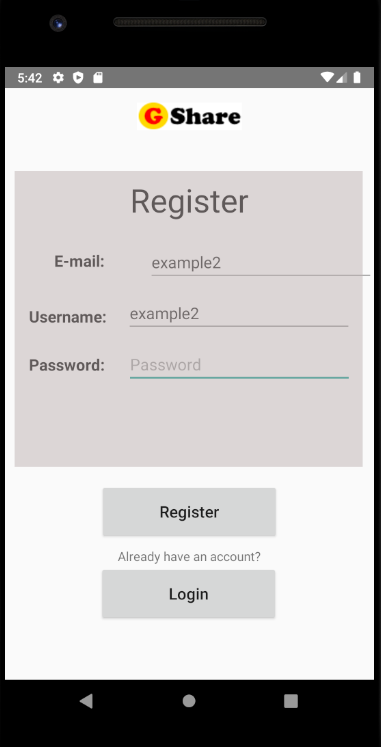 5:42
G Share
Register
E-mail: example2
Username: example2
Password: Password
Register
Already have an account?
Login